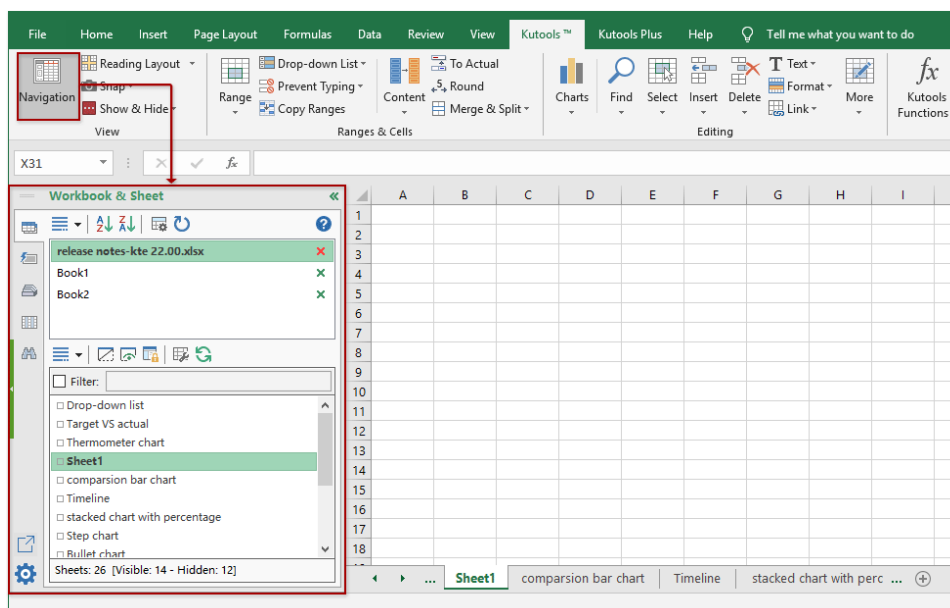 File Home Insert Page Layout Formulas Data Review View Kutools ™ Kutools Plus Help Tell me what you want to do
Navigation
Reading Layout
Snap
Show & Hide
View
Range
Drop-down List
Prevent Typing
Copy Ranges
Content
To Actual
Round
Merge & Split
Ranges & Cells
Charts
Find
Select
Insert
Delete
Text
Format
Link
More
Editing
Kutools
Functions
X31
fx
Workbook & Sheet
release notes-kte 22.00.xlsx
Book1
Book2
Filter:
Drop-down list
Target VS actual
Thermometer chart
Sheet1
comparsion bar chart
Timeline
stacked chart with percentage
Step chart
Bullet chart
Sheets: 26 [Visible: 14 - Hidden: 12]
A B C D E F G H I
1
2
3
4
5
6
7
8
9
10
11
12
13
14
15
16
17
18
... Sheet1 comparsion bar chart Timeline stacked chart with perc ...